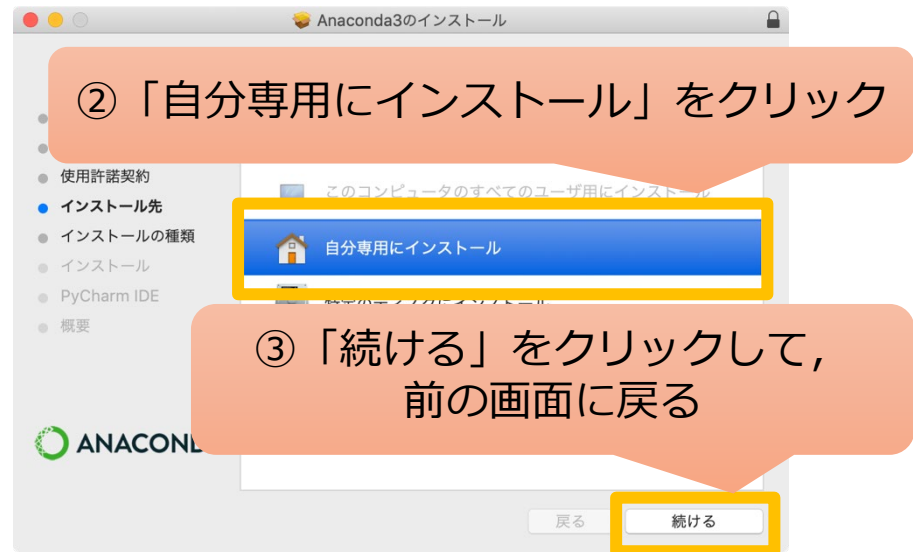 Anaconda3のインストール
②「自分専用にインストール」をクリック
使用許諾契約
インストール先
インストールの種類
インストール
PyCharm IDE
概要
このコンピュータのすべてのユーザ用にインストール
自分専用にインストール
③「続ける」をクリックして,
前の画面に戻る
戻る
続ける